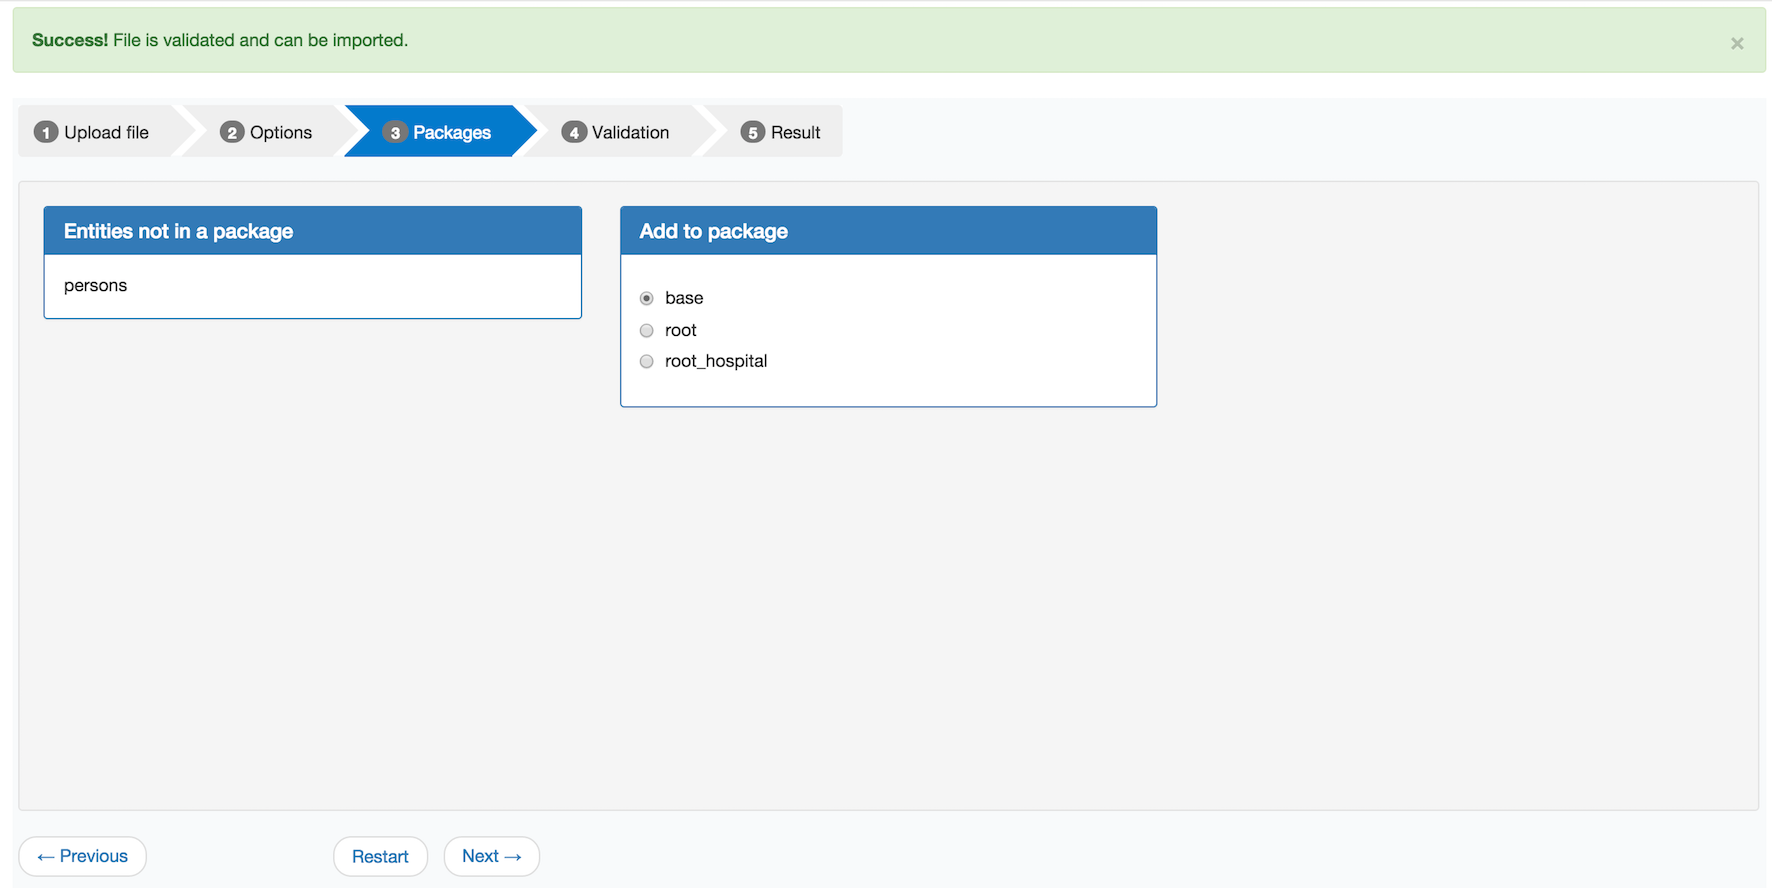 Success! File is validated and can be imported.
×
1 Upload file 2 Options 3 Packages 4 Validation 5 Result
Entities not in a package
persons
Add to package
base
root
root_hospital
← Previous Restart Next →